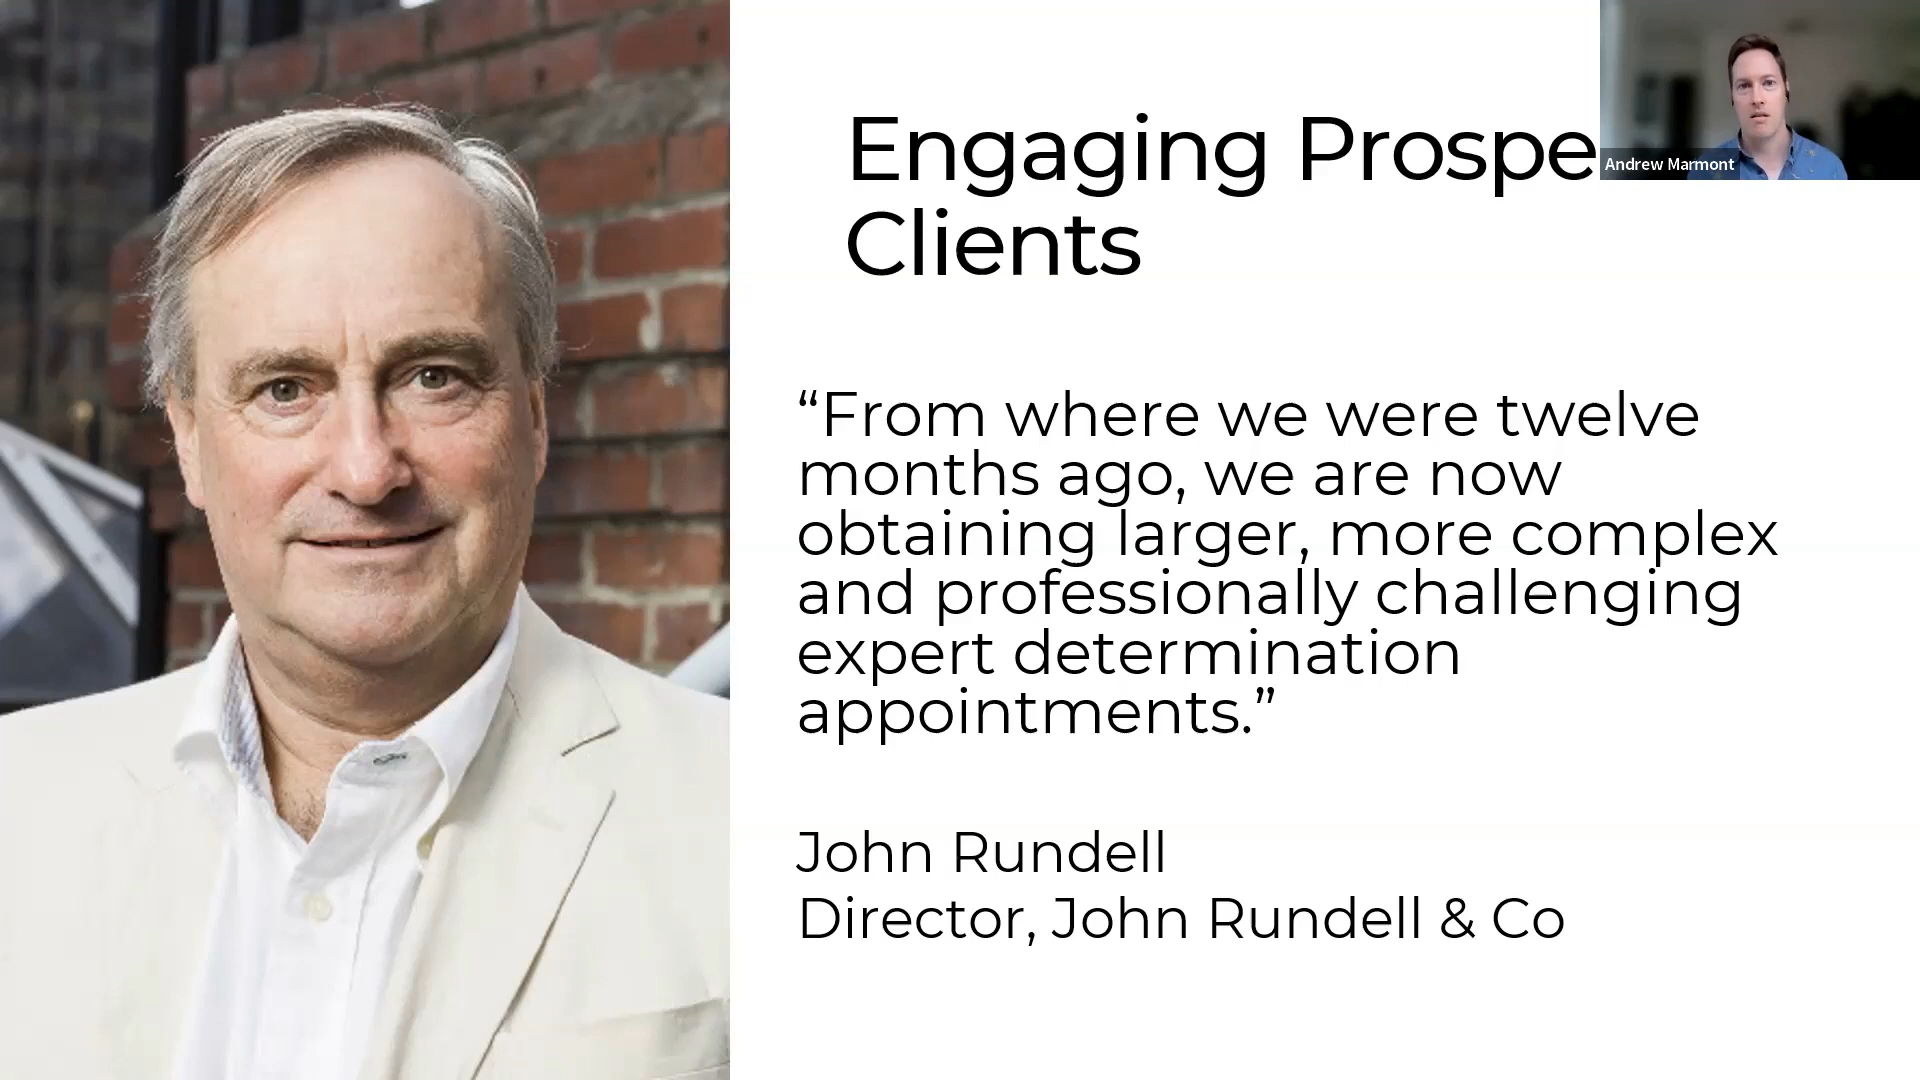 Engaging Prospe
Clients
Andrew Marmont
“From where we were twelve
months ago, we are now
obtaining larger, more complex
and professionally challenging
expert determination
appointments.”
John Rundell
Director, John Rundell & Co